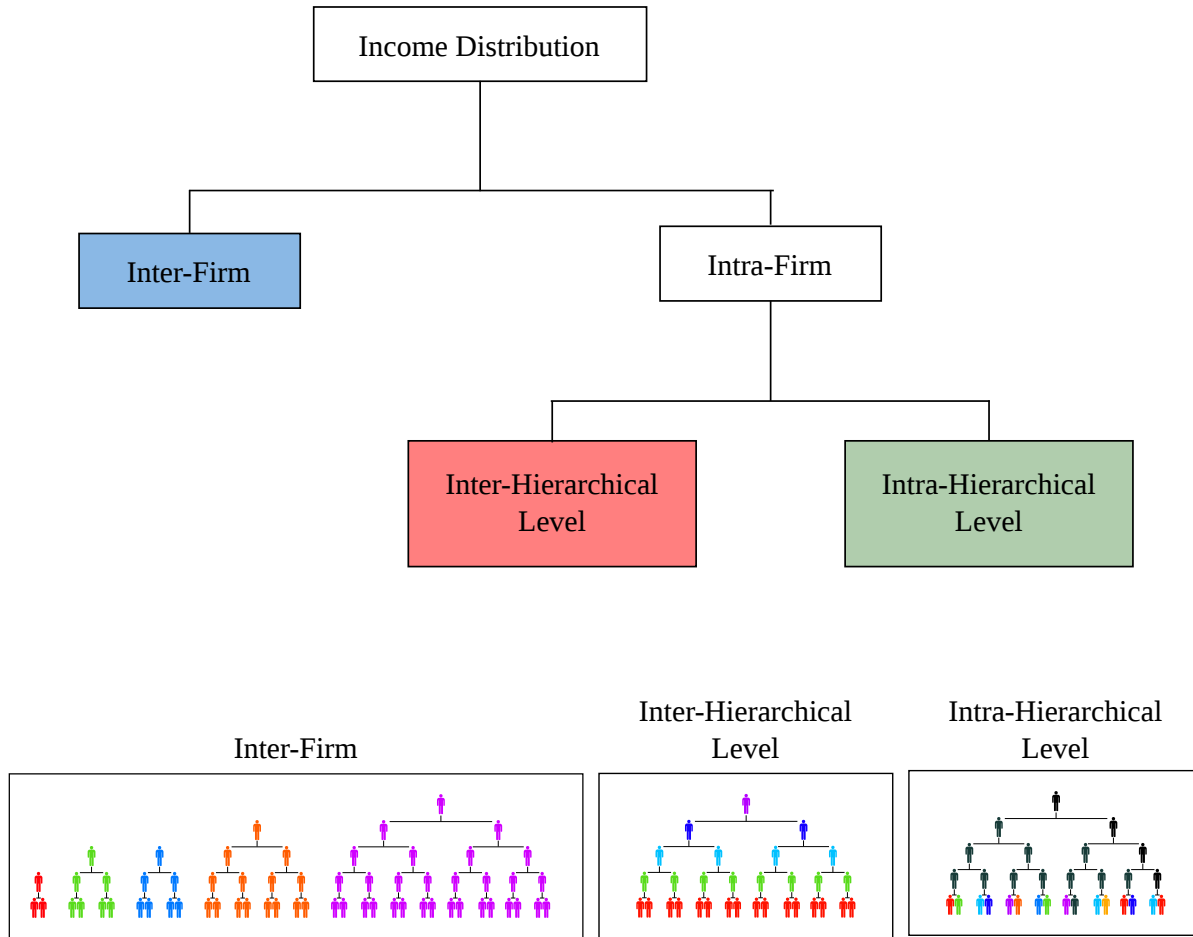 Income Distribution
Inter-Firm
Intra-Firm
Inter-Hierarchical
Level
Intra-Hierarchical
Level
Inter-Firm
Inter-Hierarchical
Level
Intra-Hierarchical
Level